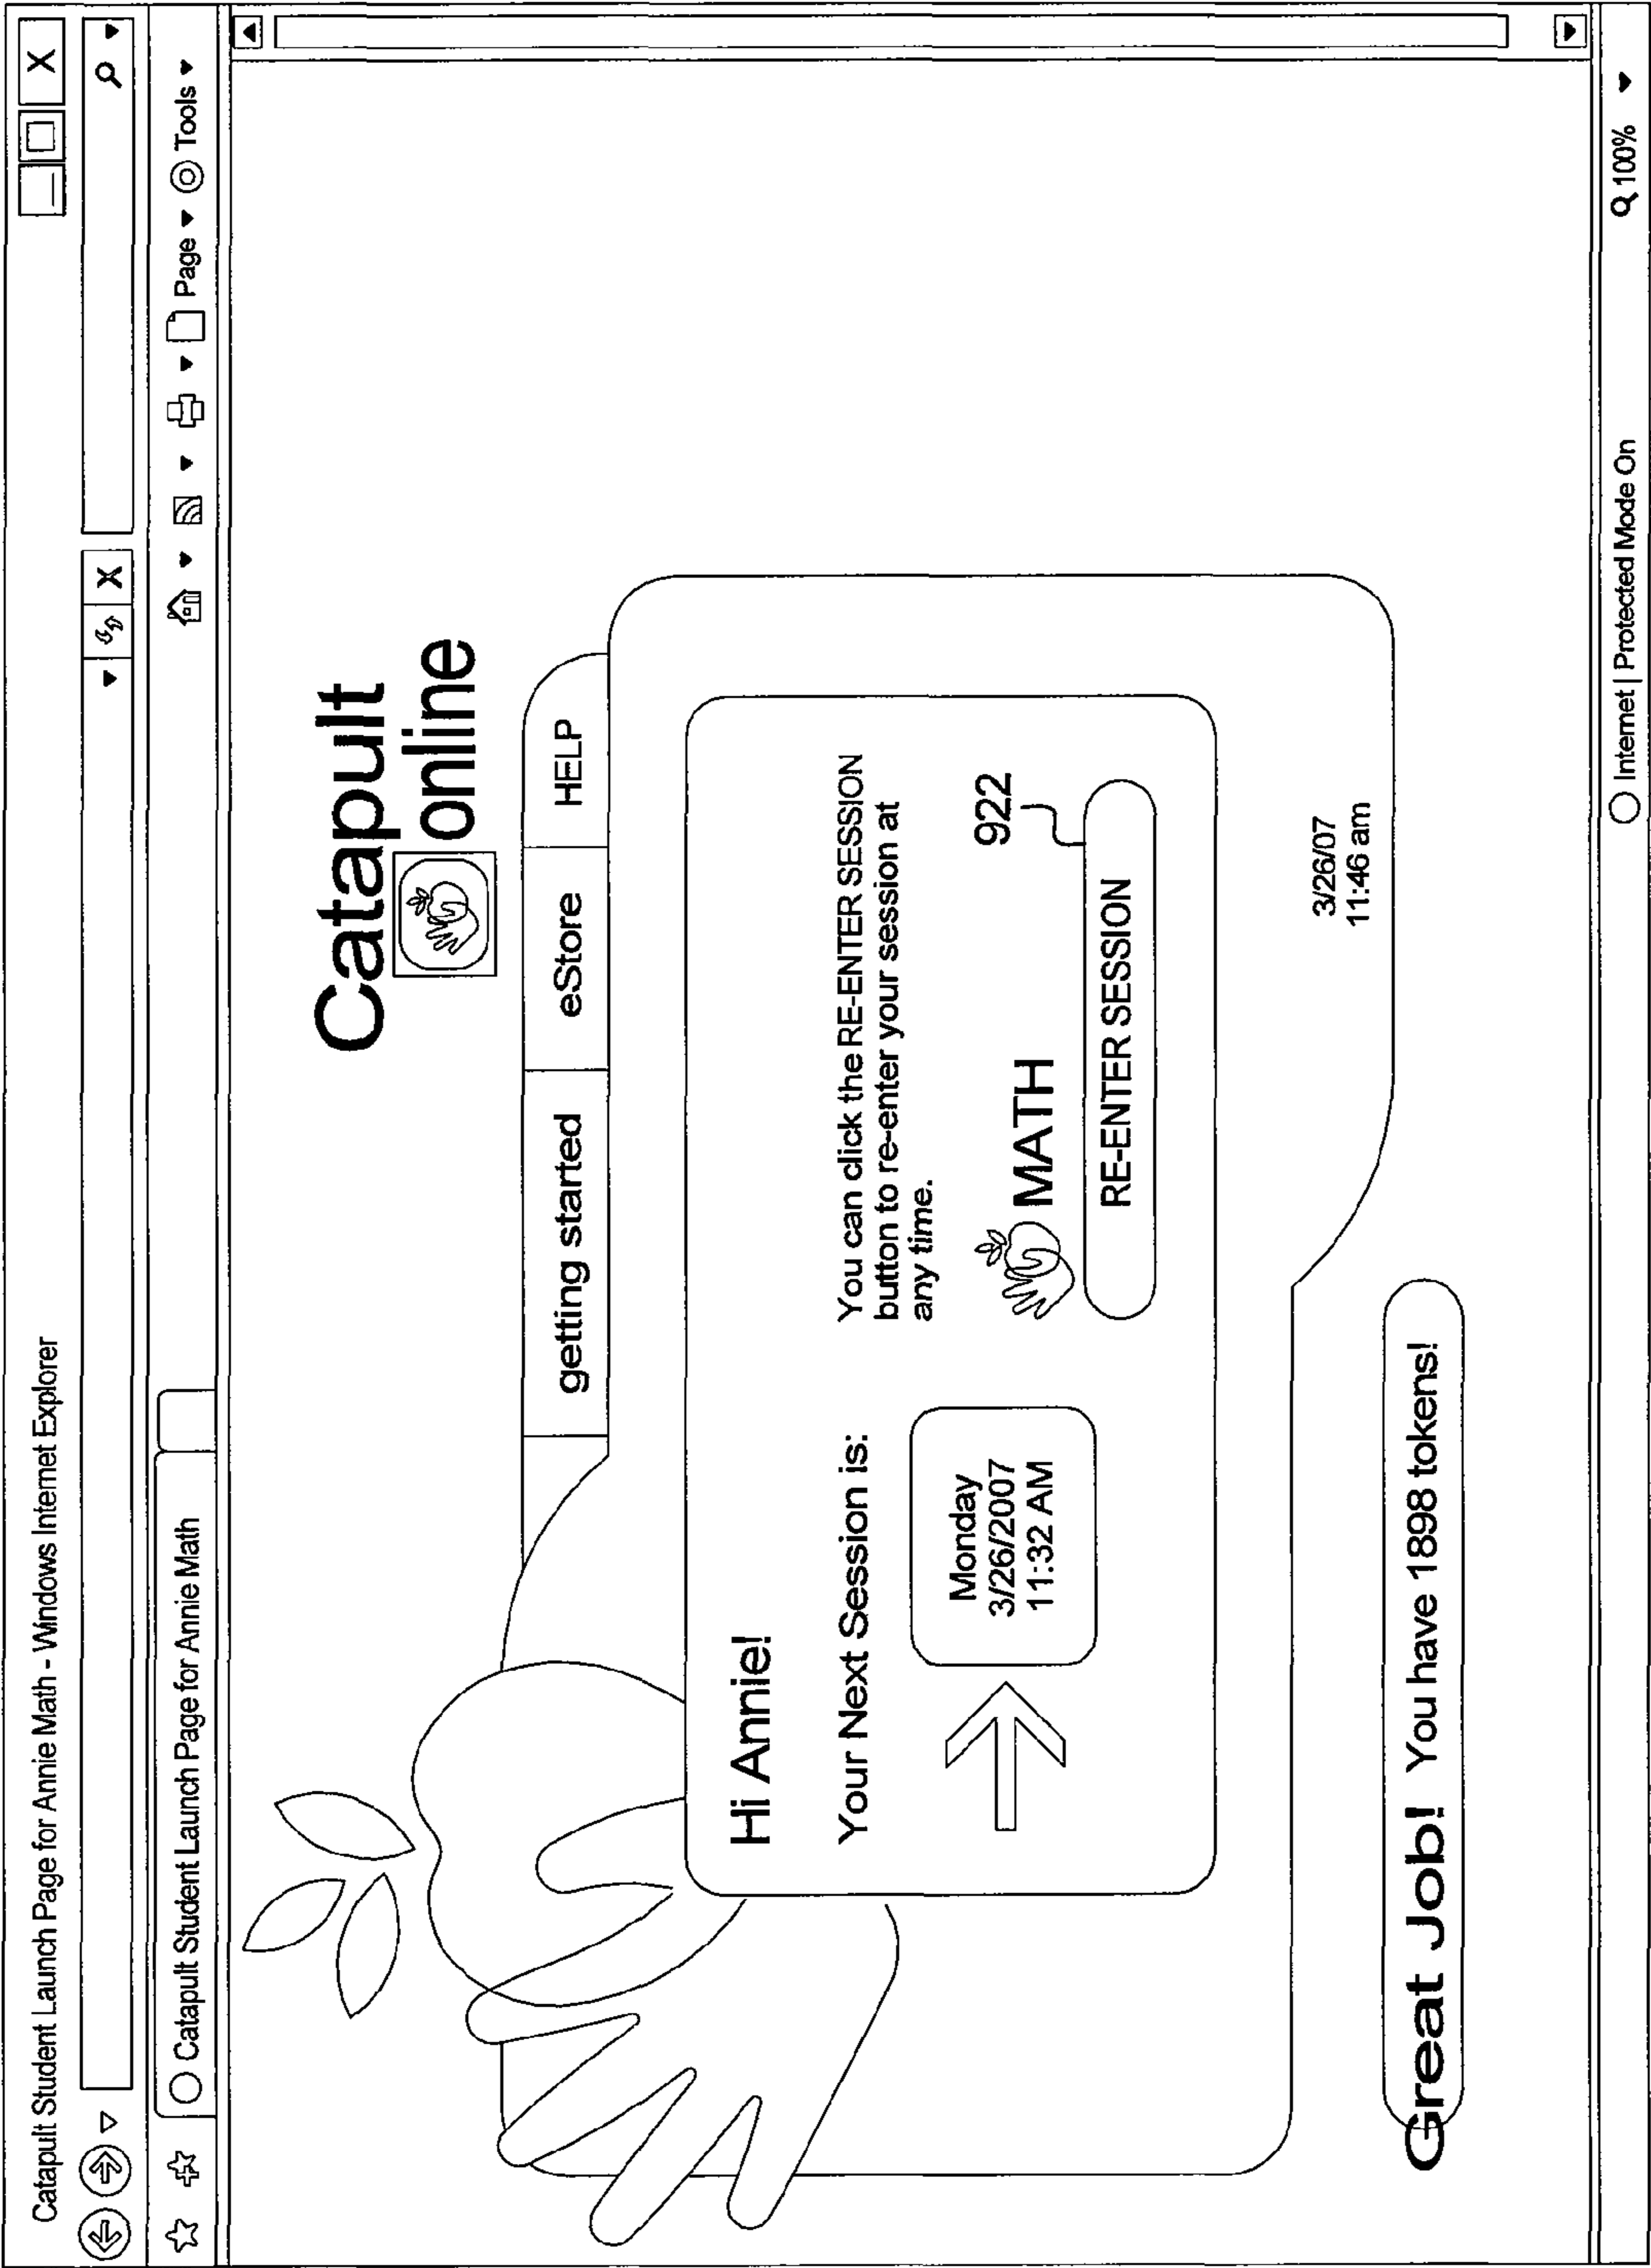 Catapult Student Launch Page for Annie Math - Windows Internet Explorer
X
X
Catapult Student Launch Page for Annie Math
Page
Tools
Catapult
online
getting started
eStore
HELP
Hi Annie!
Your Next Session is:
Monday
3/26/2007
11:32 AM
You can click the RE-ENTER SESSION
button to re-enter your session at
any time.
MATH
922
RE-ENTER SESSION
3/26/07
11:46 am
Great Job! You have 1898 tokens!
Internet | Protected Mode On
100%